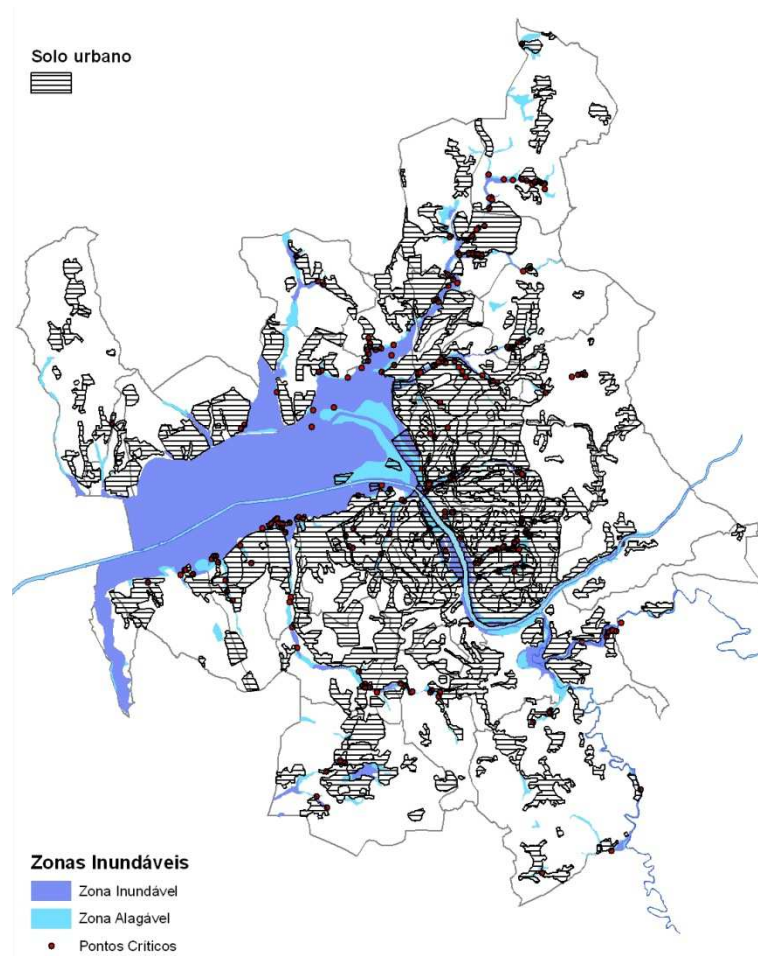 Solo urbano
Zonas Inundáveis
Zona Inundável
Zona Alagável
Pontos Críticos